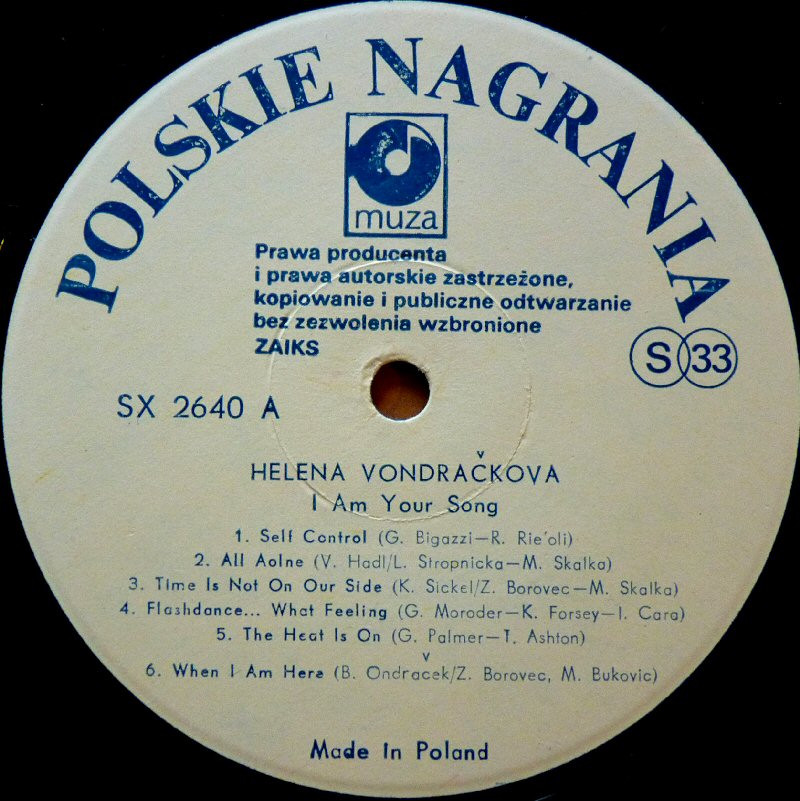 POLSKIE NAGRANIA
muza
Prawa producenta
i prawa autorskie zastrzeżone,
kopiowanie i publiczne odtwarzanie
bez zezwolenia wzbronione
ZAIKS
S 33
SX 2640 A
HELENA VONDRAČKOVA
I Am Your Song
1. Self Control (G. Bigazzi—R. Rie'oli)
2. All Aolne (V. Hadl/L. Stropnicka—M. Skalka)
3. Time Is Not On Our Side (K. Sickel/Z. Borovec—M. Skalka)
4. Flashdance... What Feeling (G. Moroder—K. Forsey—I. Cara)
5. The Heat Is On (G. Palmer—T. Ashton)
6. When I Am Here (B. Ondraček/Z. Borovec, M. Bukovic)
Made in Poland